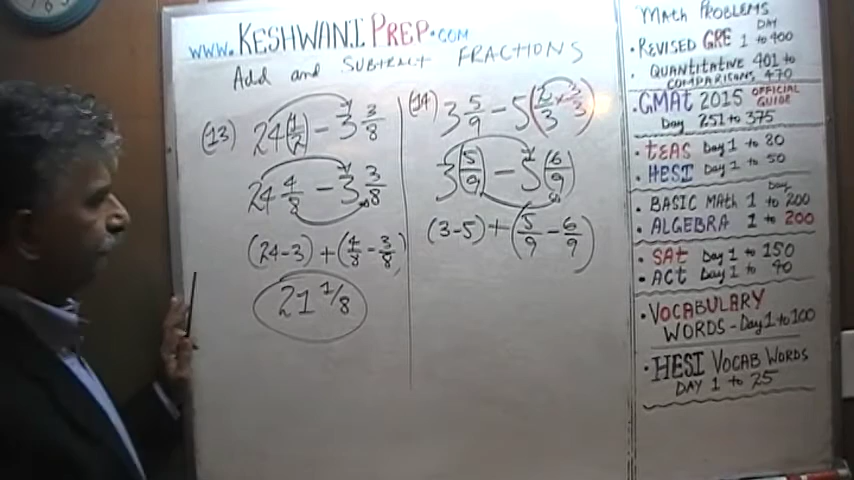 www.KESHWANIPREP.COM
Add and SUBTRACT FRACTIONS
(13) 24(1/2) - 3 3/8
24 4/8 - 3 3/8
(24-3) + (4/8 - 3/8)
21 1/8
(14) 3 5/9 - 5(2/3 × 3/3)
3(5/9) - 5(6/9)
(3-5) + (5/9 - 6/9)
MATH PROBLEMS
DAY
• REVISED GRE 1 to 400
• QUANTITATIVE 401 to
COMPARISONS, 470
• GMAT 2015 OFFICIAL GUIDE
Day 251 to 375
• TEAS Day 1 to 80
• HESI Day 1 to 50
Day
• BASIC MATH 1 to 200
• ALGEBRA 1 to 200
• SAT Day 1 to 150
• ACT Day 1 to 40
• VOCABULARY
WORDS - Day 1 to 100
• HESI VOCAB WORDS
DAY 1 to 25